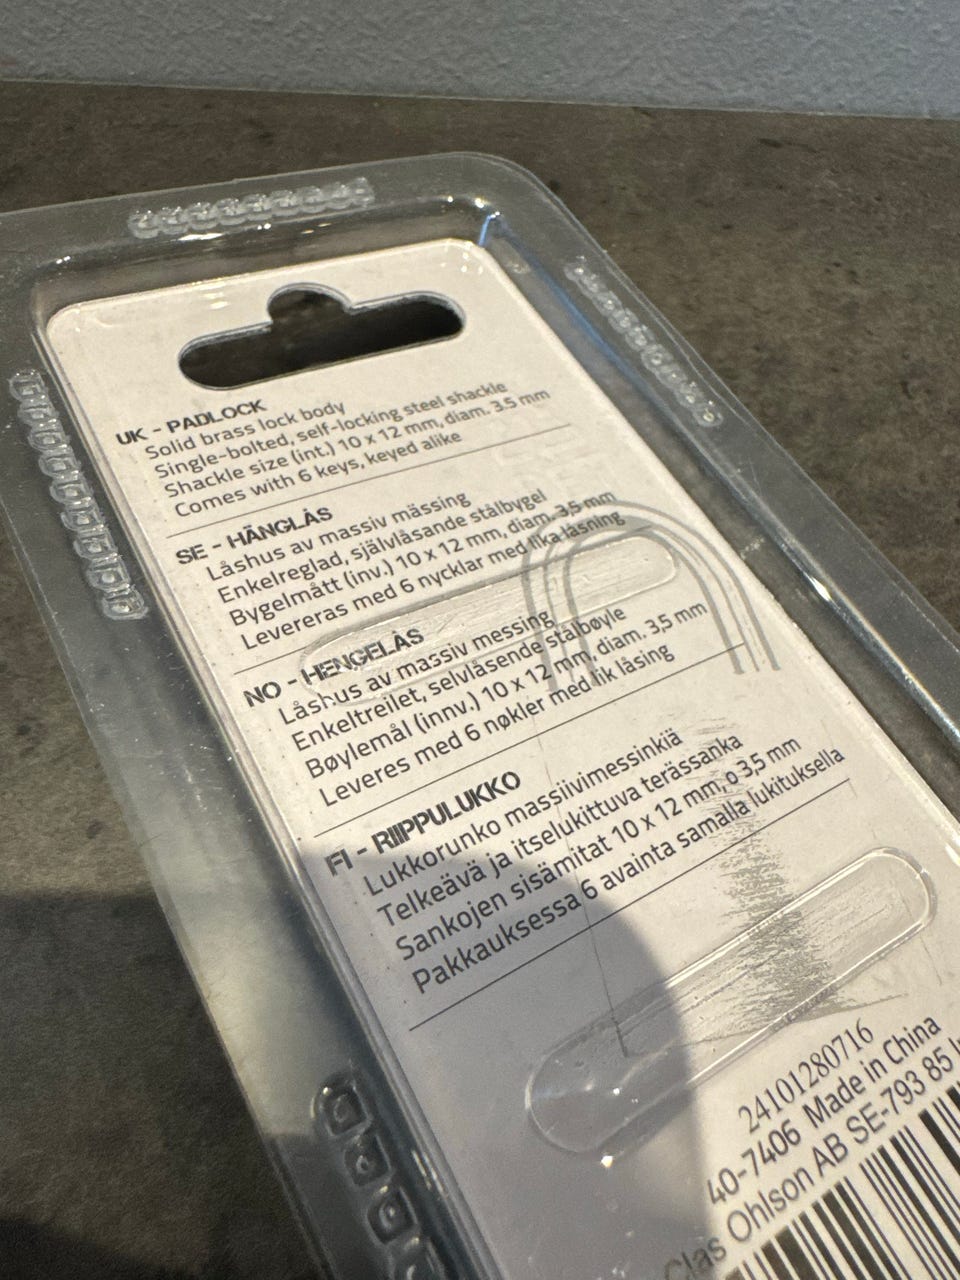 UK - PADLOCK
Solid brass lock body
Single-bolted, self-locking steel shackle
Shackle size (int.) 10 x 12 mm, diam. 3.5 mm
Comes with 6 keys, keyed alike
SE - HÄNGLÅS
Låshus av massiv mässing
Enkelreglad, självlåsande stålbygel
Bygelmått (inv.) 10 x 12 mm, diam. 3,5 mm
Levereras med 6 nycklar med lika låsning
NO - HENGELÅS
Låshus av massiv messing
Enkeltreilet, selvlåsende stålbøyle
Bøylemål (innv.) 10 x 12 mm, diam. 3,5 mm
Leveres med 6 nøkler med lik låsing
FI - RIIPPULUKKO
Lukkorunko massiivimessinkiä
Telkeävä ja itselukittuva terässanka
Sankojen sisämitat 10 x 12 mm, o 3,5 mm
Pakkauksessa 6 avainta samalla lukituksella
24101280716
40-7406 Made in China
Clas Ohlson AB SE-793 85